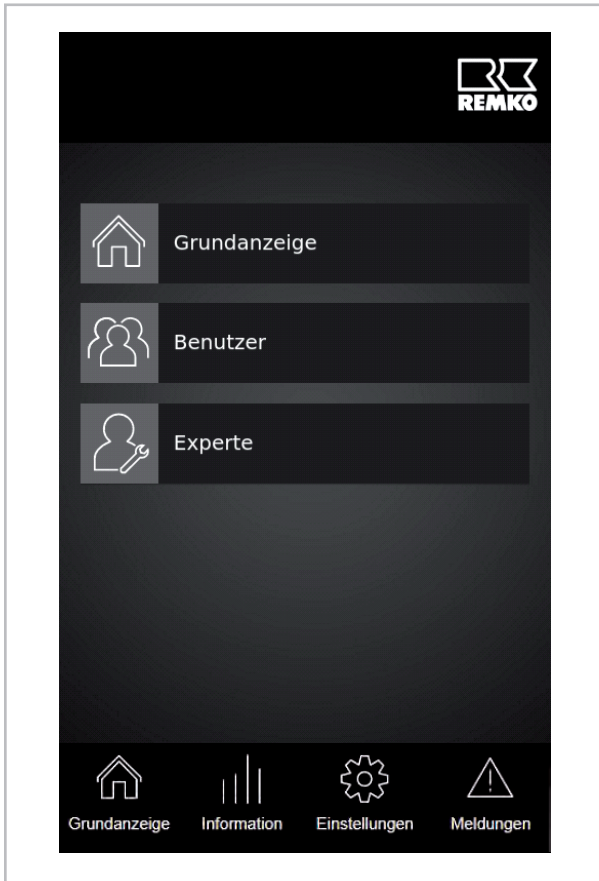 REMKO
Grundanzeige
Benutzer
Experte
Grundanzeige Information Einstellungen Meldungen